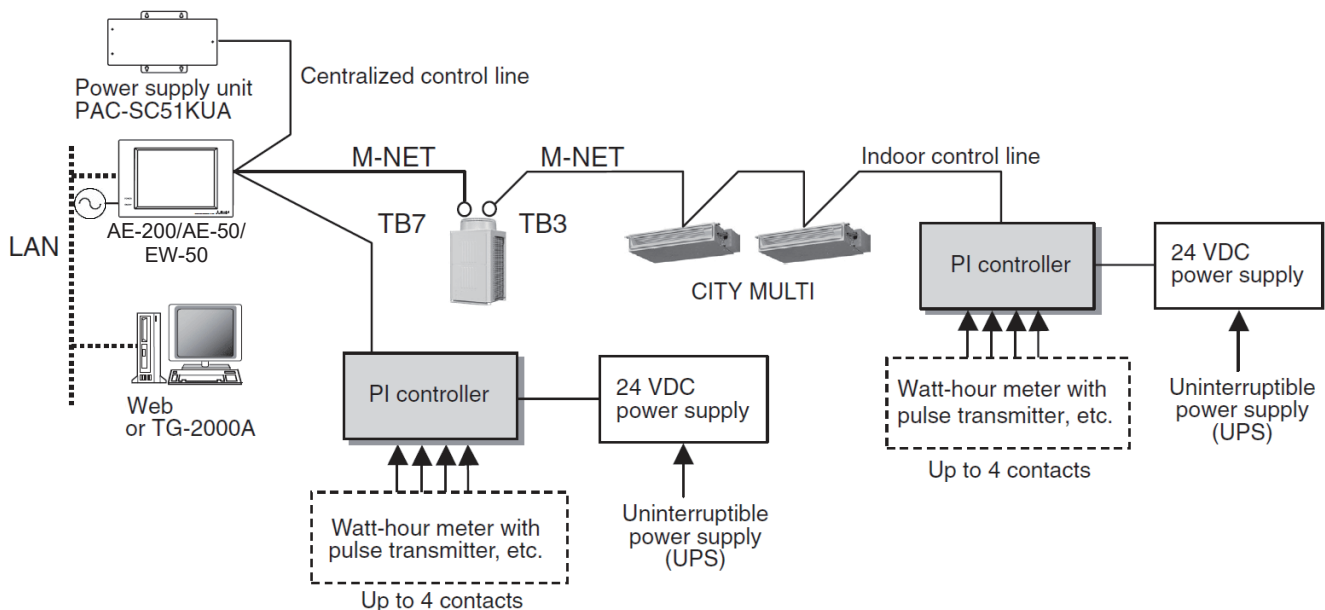 Power supply unit
PAC-SC51KUA
Centralized control line
LAN
AE-200/AE-50/
EW-50
M-NET
TB7
M-NET
TB3
Indoor control line
CITY MULTI
PI controller
24 VDC
power supply
Watt-hour meter with
pulse transmitter, etc.
Up to 4 contacts
Uninterruptible
power supply
(UPS)
Web
or TG-2000A
PI controller
24 VDC
power supply
Watt-hour meter with
pulse transmitter, etc.
Up to 4 contacts
Uninterruptible
power supply
(UPS)